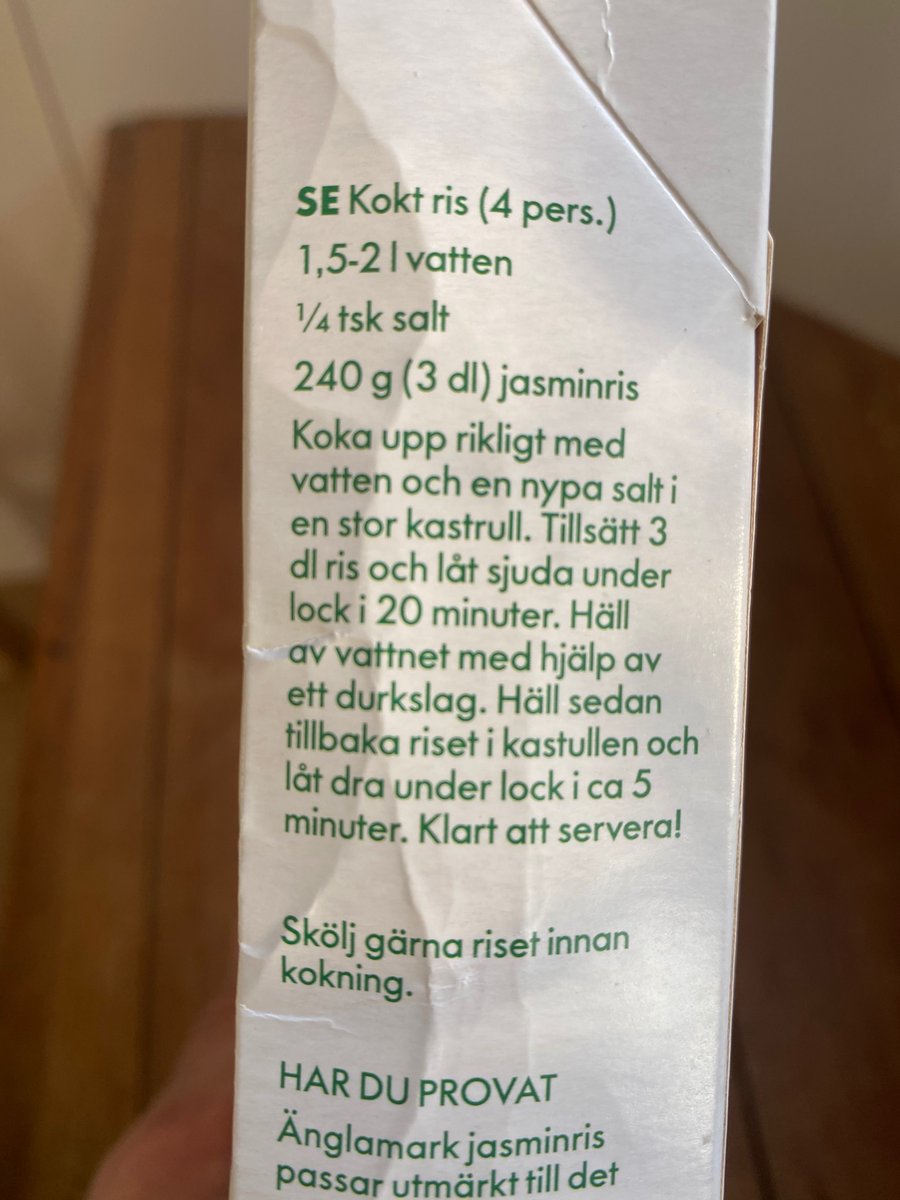 SE Kokt ris (4 pers.)
1,5-2 l vatten
¼ tsk salt
240 g (3 dl) jasminris
Koka upp rikligt med
vatten och en nypa salt i
en stor kastrull. Tillsätt 3
dl ris och låt sjuda under
lock i 20 minuter. Häll
av vattnet med hjälp av
ett durkslag. Häll sedan
tillbaka riset i kastullen och
låt dra under lock i ca 5
minuter. Klart att servera!
Skölj gärna riset innan
kokning.
HAR DU PROVAT
Änglamark jasminris
passar utmärkt till det